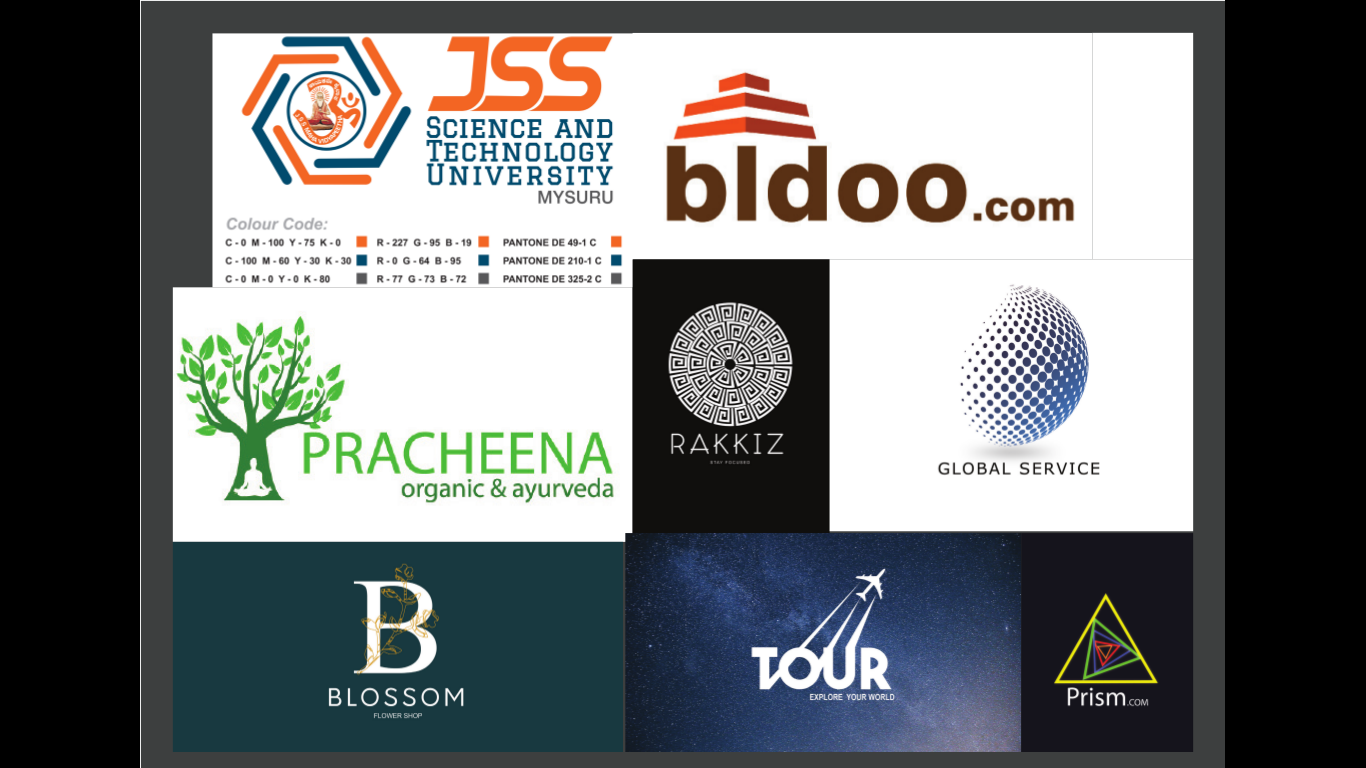 JSS
SCIENCE AND
TECHNOLOGY
UNIVERSITY
MYSURU
Colour Code:
C - 0 M - 100 Y - 75 K - 0 R - 227 G - 95 B - 19 PANTONE DE 49-1 C
C - 100 M - 60 Y - 30 K - 30 R - 0 G - 64 B - 95 PANTONE DE 210-1 C
C - 0 M - 0 Y - 0 K - 80 R - 77 G - 73 B - 72 PANTONE DE 325-2 C
bldoo.com
PRACHEENA
organic & ayurveda
RAKKIZ
STAY FOCUSED
GLOBAL SERVICE
B
BLOSSOM
FLOWER SHOP
TOUR
EXPLORE YOUR WORLD
Prism.COM